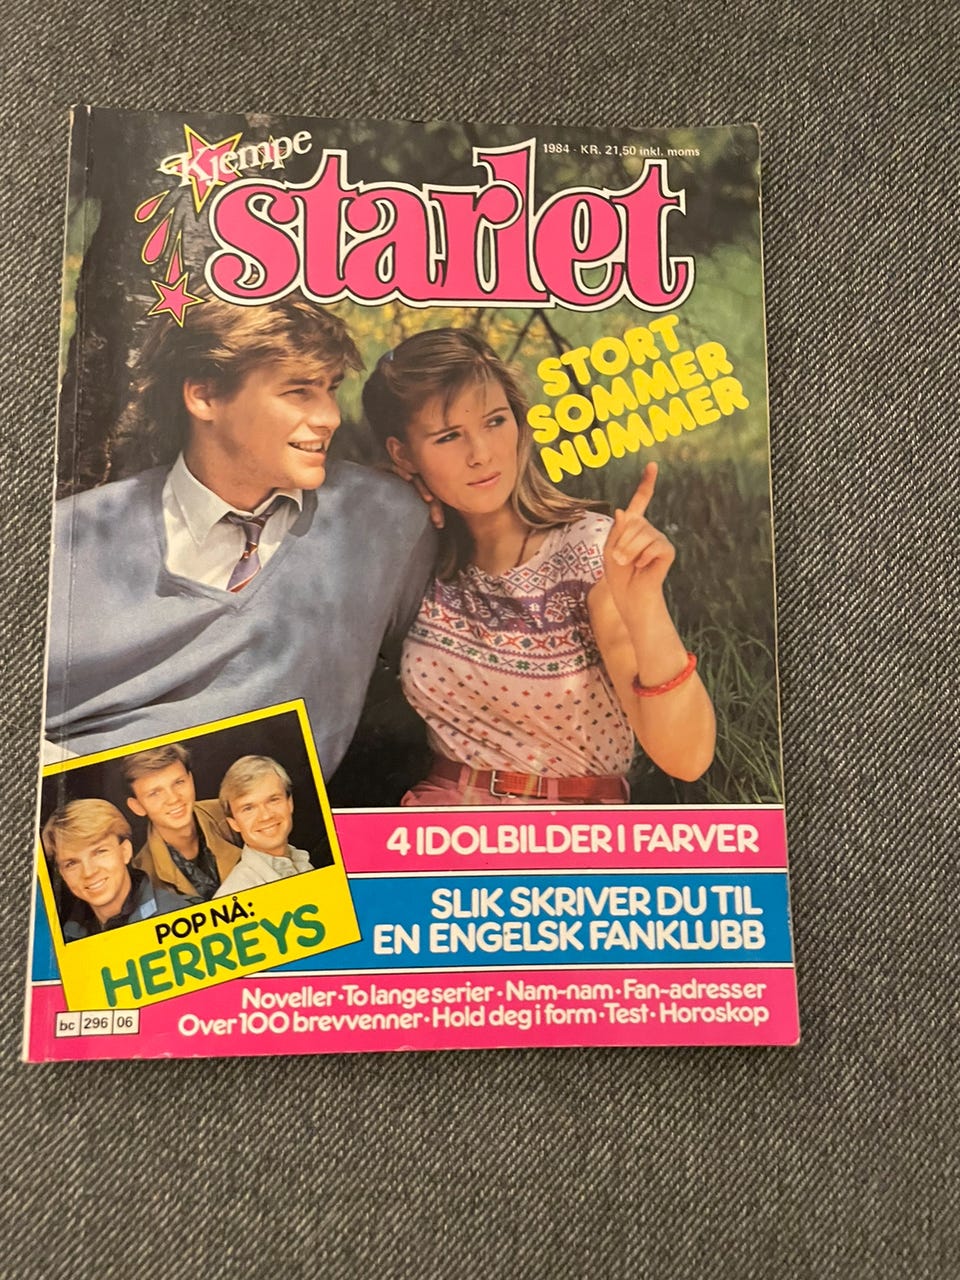 Kjempe
starlet
1984 · KR. 21,50 inkl. moms
STORT
SOMMER
NUMMER
4 IDOLBILDER I FARVER
SLIK SKRIVER DU TIL
EN ENGELSK FANKLUBB
POP NÅ:
HERREYS
Noveller · To lange serier · Nam-nam · Fan-adresser
Over 100 brevvenner · Hold deg i form · Test · Horoskop
bc 296 06